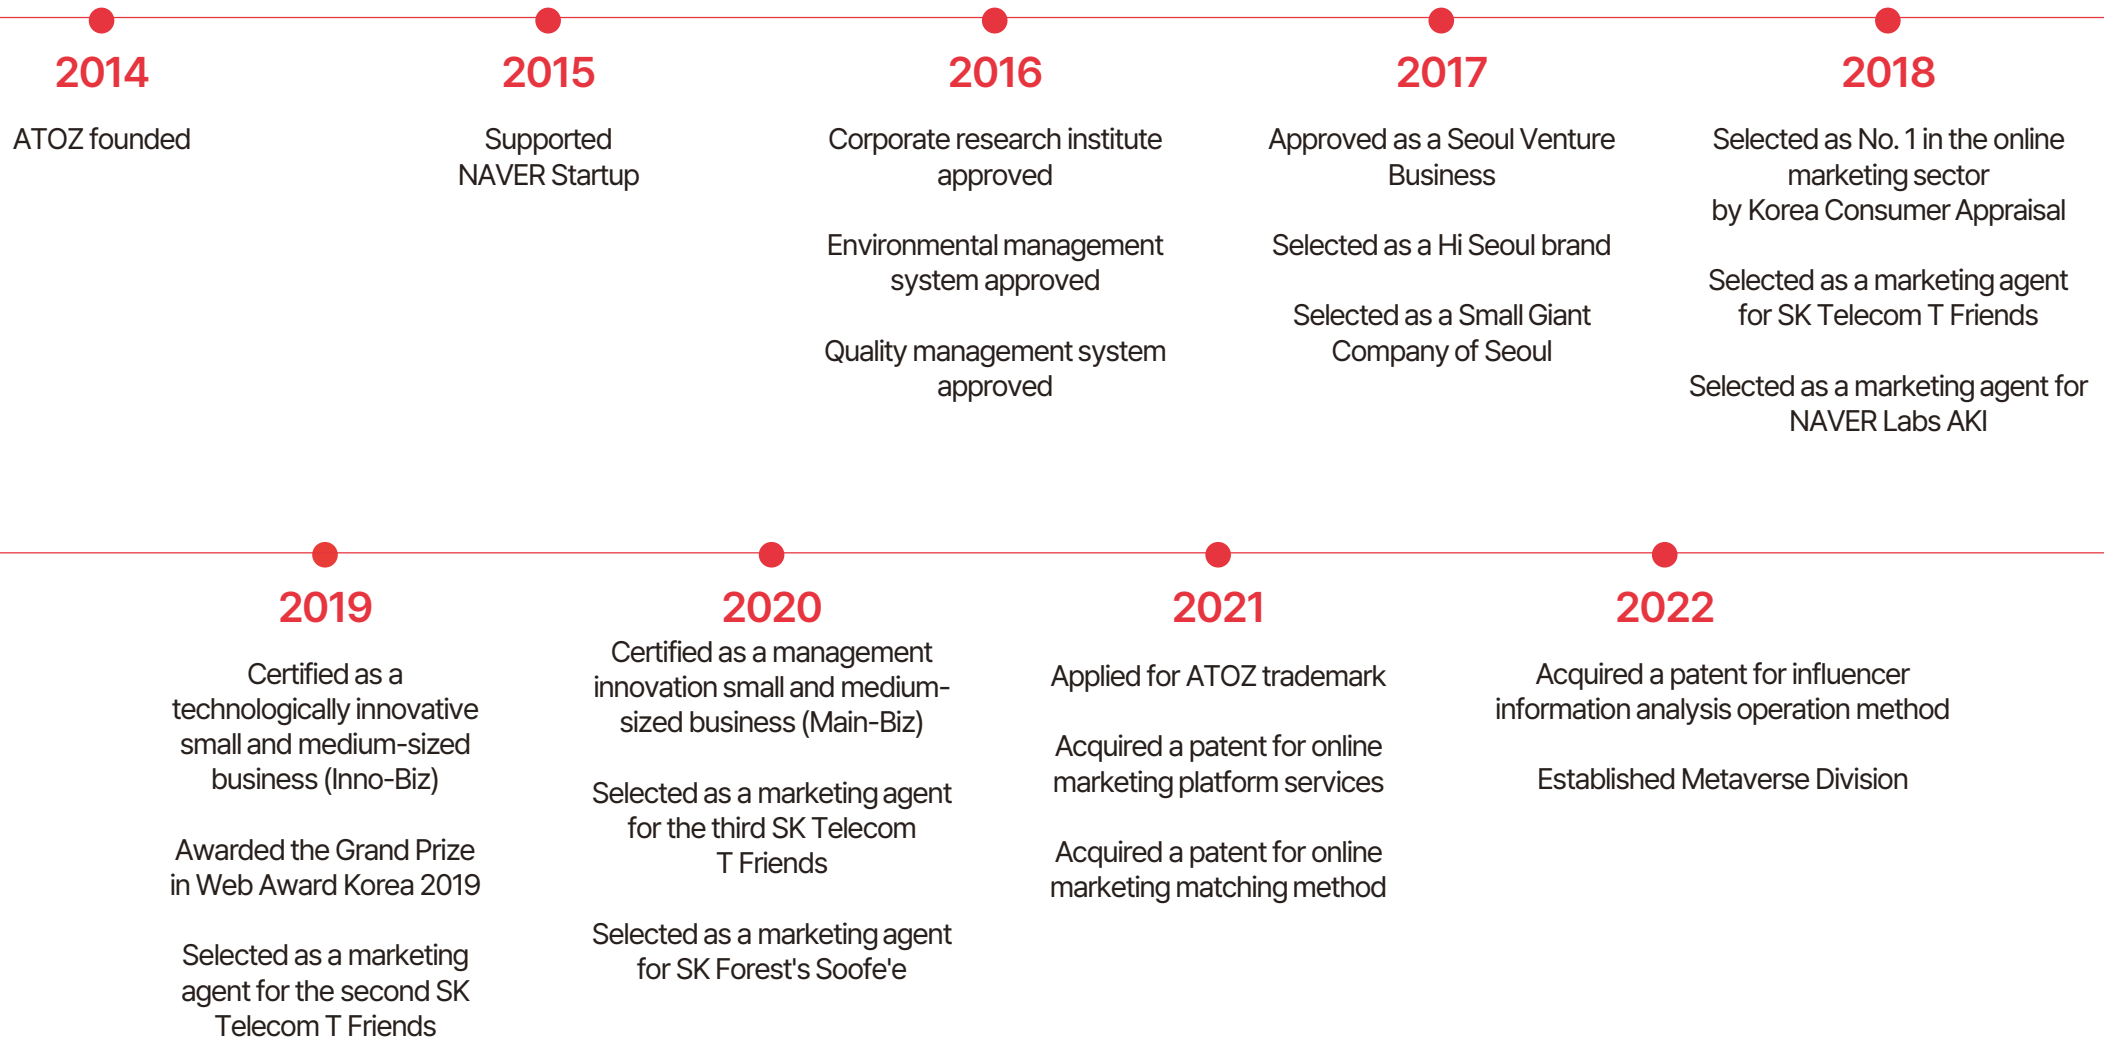 2014
ATOZ founded
2015
Supported
NAVER Startup
2016
Corporate research institute
approved
Environmental management
system approved
Quality management system
approved
2017
Approved as a Seoul Venture
Business
Selected as a Hi Seoul brand
Selected as a Small Giant
Company of Seoul
2018
Selected as No. 1 in the online
marketing sector
by Korea Consumer Appraisal
Selected as a marketing agent
for SK Telecom T Friends
Selected as a marketing agent for
NAVER Labs AKI
2019
Certified as a
technologically innovative
small and medium-sized
business (Inno-Biz)
Awarded the Grand Prize
in Web Award Korea 2019
Selected as a marketing
agent for the second SK
Telecom T Friends
2020
Certified as a management
innovation small and medium-
sized business (Main-Biz)
Selected as a marketing agent
for the third SK Telecom
T Friends
Selected as a marketing agent
for SK Forest's Soofe'e
2021
Applied for ATOZ trademark
Acquired a patent for online
marketing platform services
Acquired a patent for online
marketing matching method
2022
Acquired a patent for influencer
information analysis operation method
Established Metaverse Division